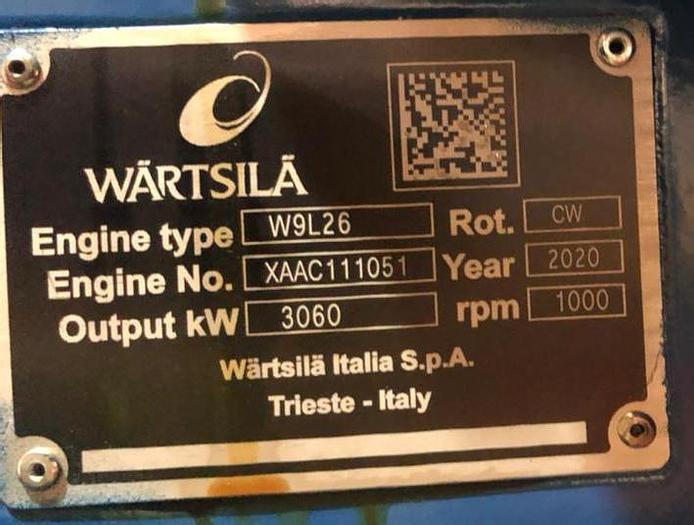 WÄRTSILÄ
Engine type W9L26 Rot. CW
Engine No. XAAC111051 Year 2020
Output kW 3060 rpm 1000
Wärtsilä Italia S.p.A.
Trieste - Italy